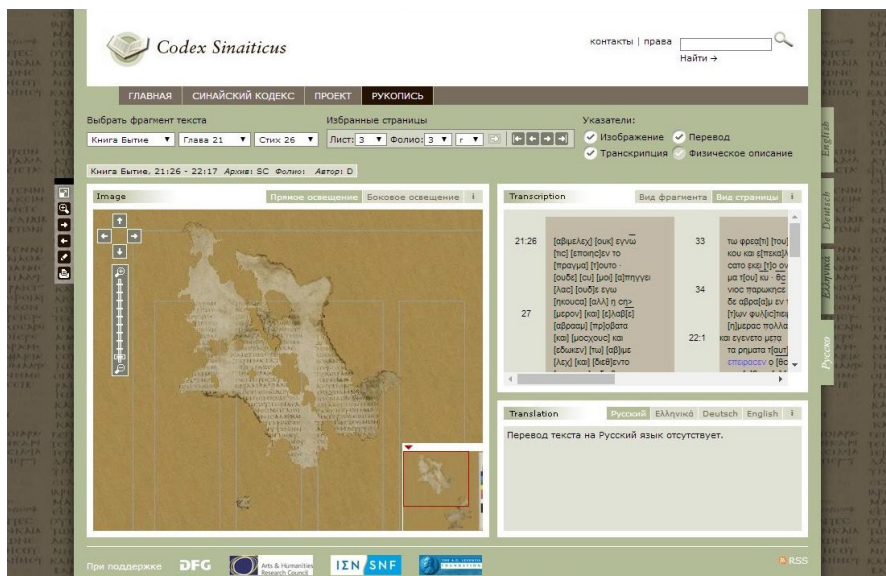 Codex Sinaiticus
контакты | права
Найти →
ГЛАВНАЯ СИНАЙСКИЙ КОДЕКС ПРОЕКТ РУКОПИСЬ
Выбрать фрагмент текста
Книга Бытие Глава 21 Стих 26
Избранные страницы
Лист: 3 Фолио: 3 r
Указатели:
Изображение Перевод
Транскрипция Физическое описание
Книга Бытие, 21:26 - 22:17 Архив: SC Фолио: Автор: D
Image Прямое освещение Боковое освещение i
Transcription Вид фрагмента Вид страницы i
21:26 [αβιμελεχ] [ουκ] εγνω
[τις] [εποιησ]εν το
[πραγμα] [τ]ουτο ·
[ουδε] [συ] [μοι] [α]πηγγει
[λας] [ουδ]ε εγω
[ηκουσα] [αλλ] η ση>
27 [μερον] [και] [ε]λαβ[ε]
[αβρααμ] [πρ]οβατα
[και] [μοσχους] και
[εδωκεν] [τω] [αβ]ιμε
[λεχ] [και] [διεθ]εντο
33 τω φρεα[τι] [του]
κου και ε[πεκα]λ
σατο εκει [τ]ο ον
μα τ[ου] κυ · θς
34 νιος παρωκησε
δε αβρα[α]μ εν τ
[τ]ων φυλ[ις]τιει
[η]μερας πολλα
22:1 και εγενετο μετα
τα ρηματα τ[αυτ]
επειρασεν ο [θς
Translation Русский Ελληνικά Deutsch English i
Перевод текста на Русский язык отсутствует.
English
Deutsch
Ελληνικά
Русско
При поддержке DFG Arts & Humanities
Research Council ΙΣΝ SNF
RSS